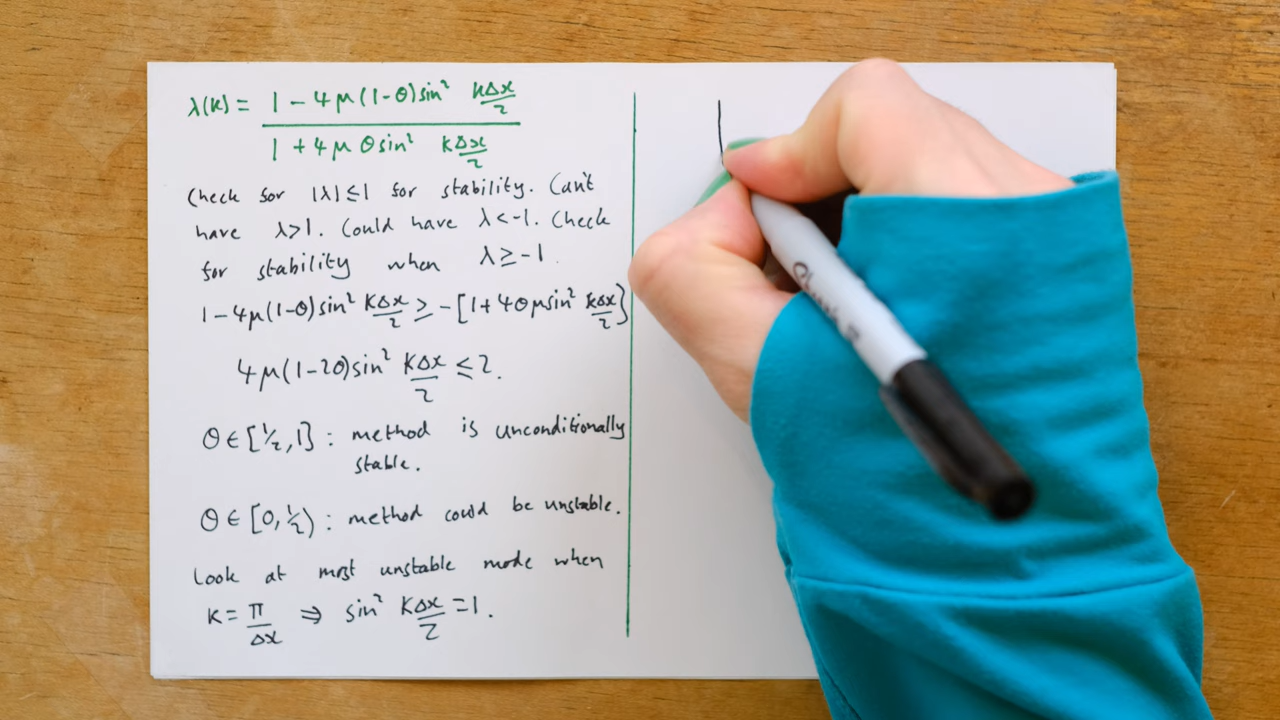 λ(k) = (1 - 4μ(1-θ)sin² kΔx/2) / (1 + 4μθsin² kΔx/2)
Check for |λ| ≤ 1 for stability. Can't
have λ>1. Could have λ<-1. Check
for stability when λ ≥ -1.
1 - 4μ(1-θ)sin² kΔx/2 ≥ -[1 + 4θμsin² kΔx/2]
4μ(1-2θ)sin² kΔx/2 ≤ 2.
θ ∈ [½, 1] : method is unconditionally
stable.
θ ∈ [0, ½) : method could be unstable.
Look at most unstable mode when
k = π/Δx ⇒ sin² kΔx/2 = 1.